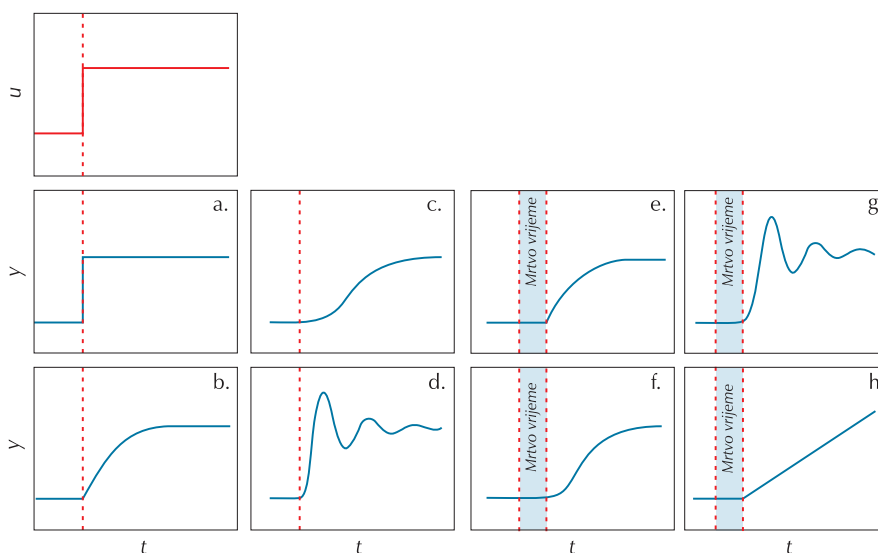 u
y
a.
c.
Mrtvo vrijeme
e.
Mrtvo vrijeme
g.
y
b.
d.
Mrtvo vrijeme
f.
Mrtvo vrijeme
h.
t
t
t
t